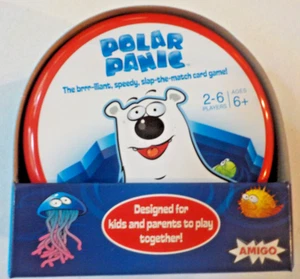 POLAR
PANIC
The brrr-illiant, speedy, slap-the-match card game!
2-6
PLAYERS
AGES
6+
Designed for
kids and parents to play
together!
AMIGO